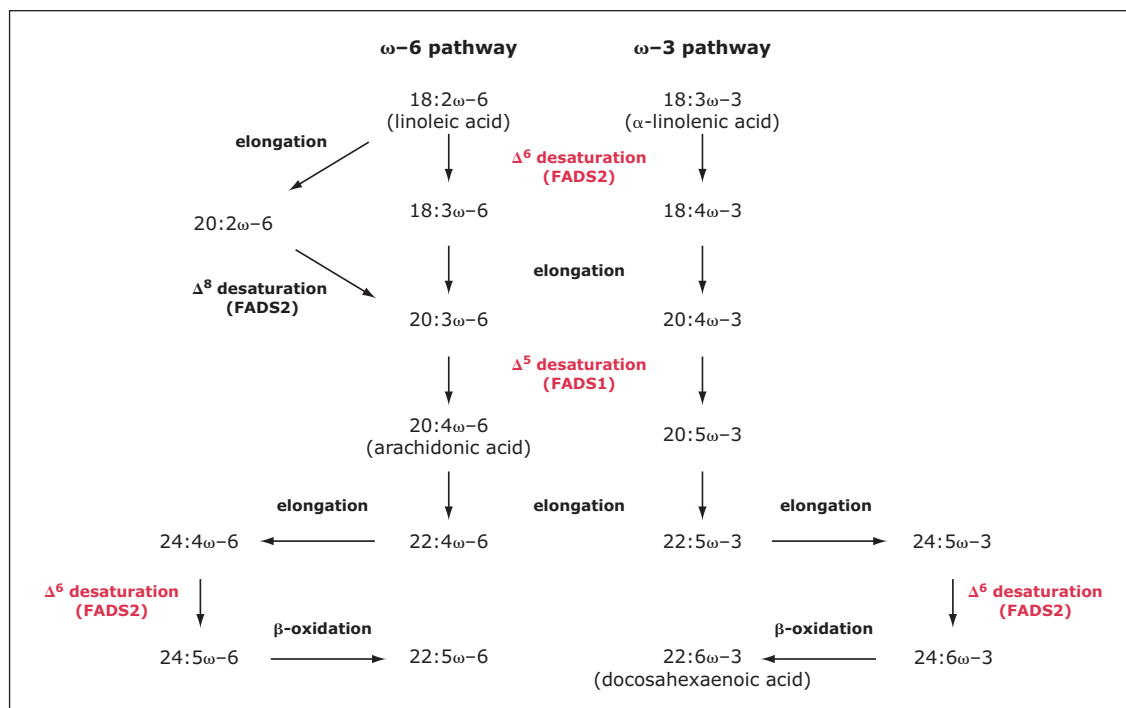 ω–6 pathway
ω–3 pathway
18:2ω–6
(linoleic acid)
18:3ω–3
(α-linolenic acid)
elongation
Δ⁶ desaturation
(FADS2)
20:2ω–6
18:3ω–6
18:4ω–3
elongation
Δ⁸ desaturation
(FADS2)
20:3ω–6
20:4ω–3
Δ⁵ desaturation
(FADS1)
20:4ω–6
(arachidonic acid)
20:5ω–3
elongation
elongation
elongation
24:4ω–6
22:4ω–6
22:5ω–3
24:5ω–3
Δ⁶ desaturation
(FADS2)
Δ⁶ desaturation
(FADS2)
β-oxidation
β-oxidation
24:5ω–6
22:5ω–6
22:6ω–3
(docosahexaenoic acid)
24:6ω–3